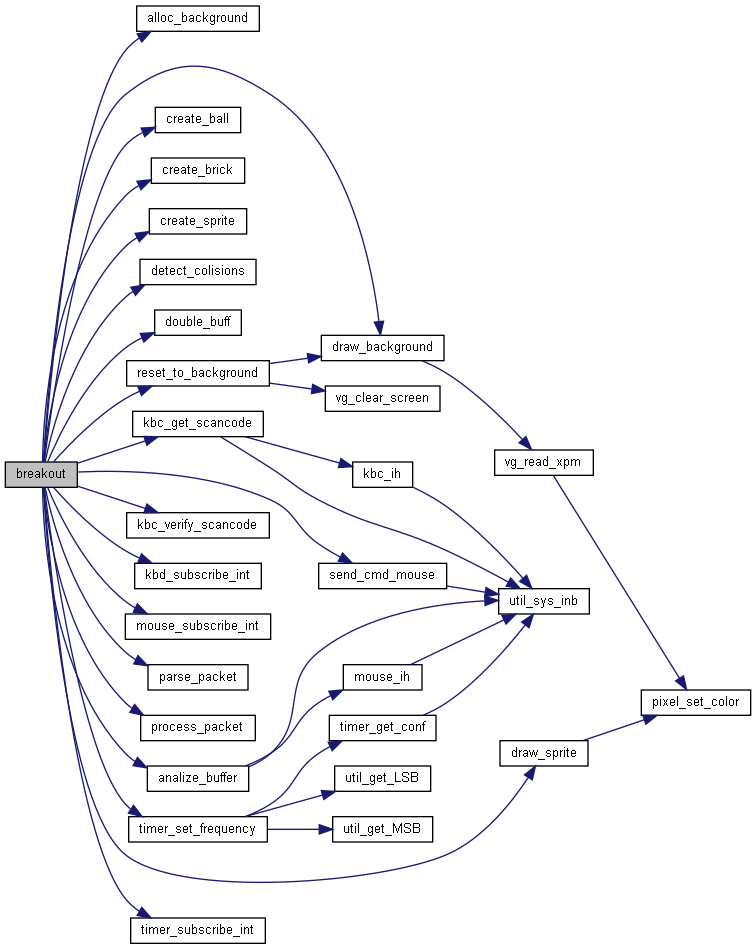 alloc_background
create_ball
create_brick
create_sprite
detect_colisions
double_buff
draw_background
reset_to_background
vg_clear_screen
kbc_get_scancode
vg_read_xpm
breakout
kbc_ih
kbc_verify_scancode
kbd_subscribe_int
send_cmd_mouse
util_sys_inb
mouse_subscribe_int
parse_packet
mouse_ih
pixel_set_color
process_packet
timer_get_conf
draw_sprite
analize_buffer
util_get_LSB
timer_set_frequency
util_get_MSB
timer_subscribe_int